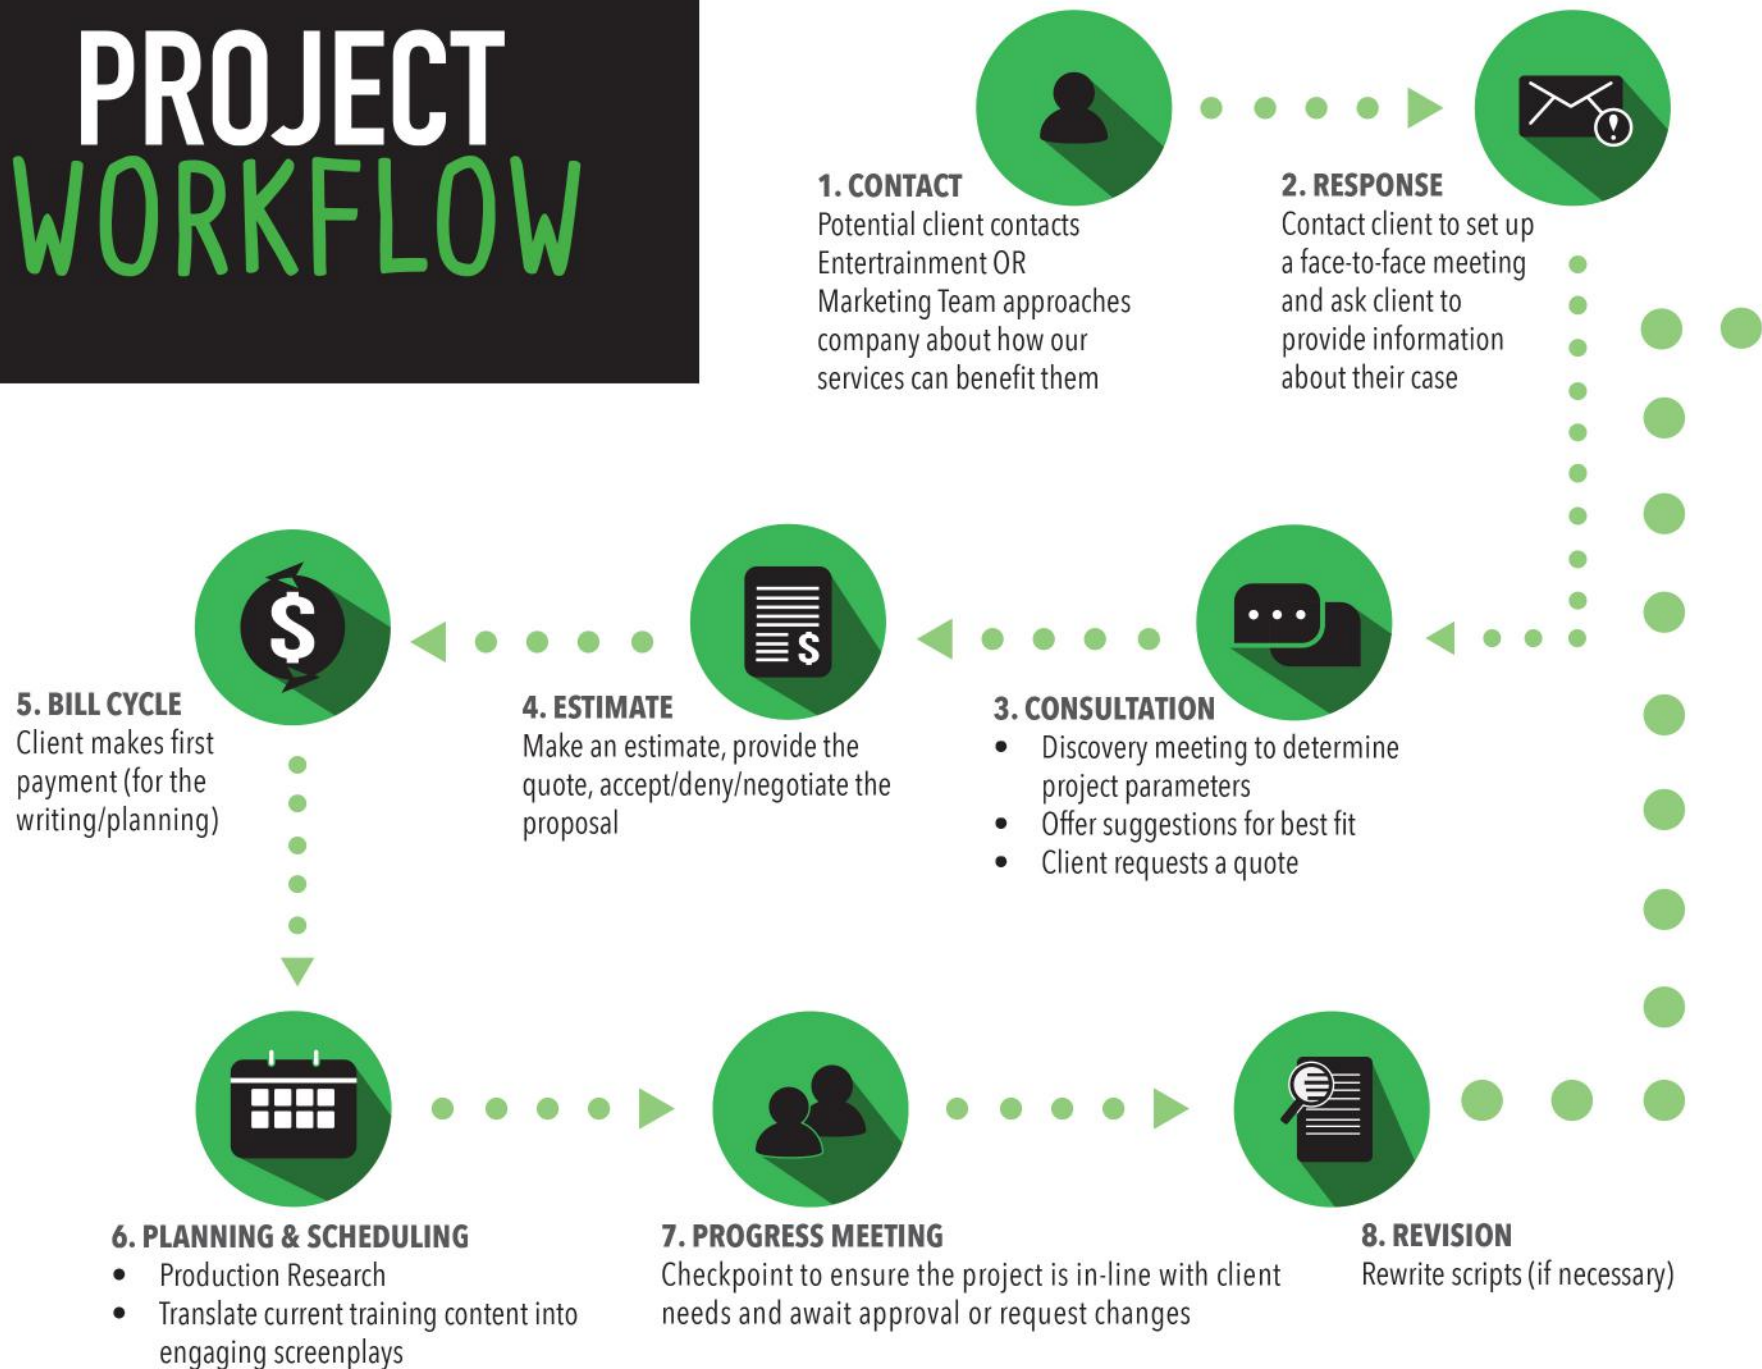 PROJECT
WORKFLOW
1. CONTACT
Potential client contacts
Entertrainment OR
Marketing Team approaches
company about how our
services can benefit them
2. RESPONSE
Contact client to set up
a face-to-face meeting
and ask client to
provide information
about their case
3. CONSULTATION
• Discovery meeting to determine
project parameters
• Offer suggestions for best fit
• Client requests a quote
$
4. ESTIMATE
Make an estimate, provide the
quote, accept/deny/negotiate the
proposal
$
5. BILL CYCLE
Client makes first
payment (for the
writing/planning)
6. PLANNING & SCHEDULING
• Production Research
• Translate current training content into
engaging screenplays
7. PROGRESS MEETING
Checkpoint to ensure the project is in-line with client
needs and await approval or request changes
8. REVISION
Rewrite scripts (if necessary)